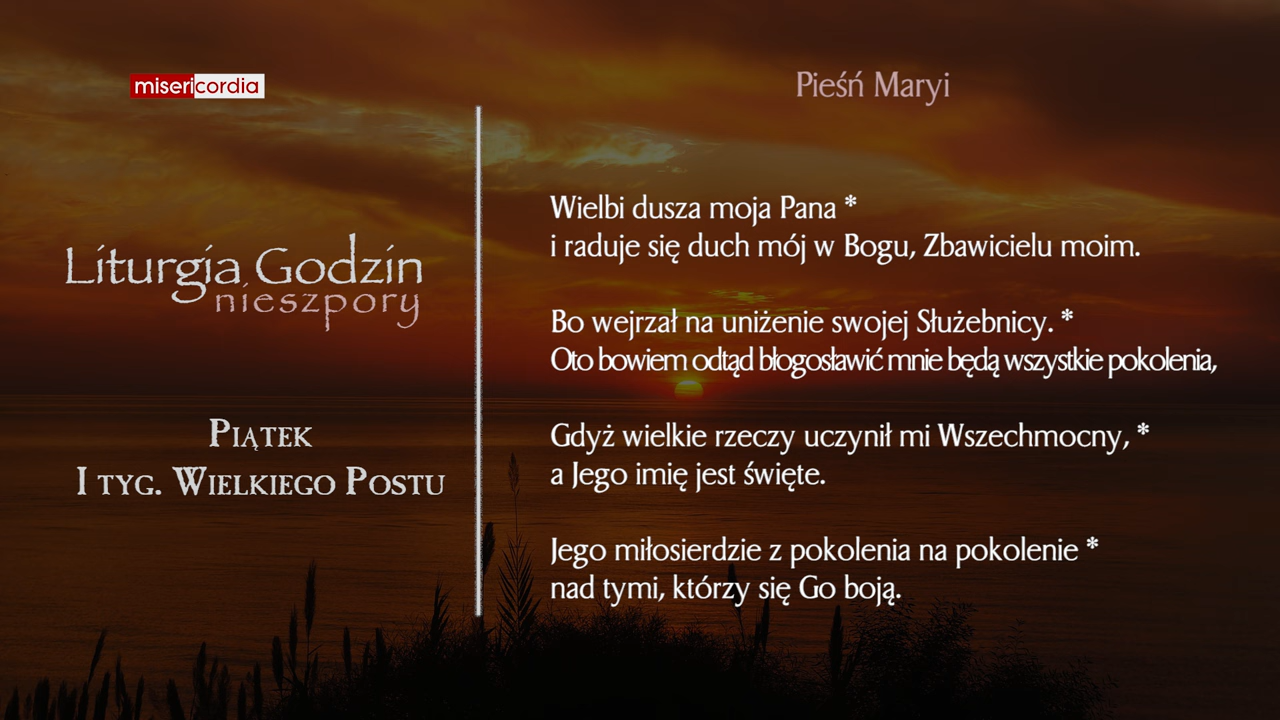 misericordia
Liturgia Godzin
nieszpory
Piątek
I tyg. Wielkiego Postu
Pieśń Maryi
Wielbi dusza moja Pana *
i raduje się duch mój w Bogu, Zbawicielu moim.
Bo wejrzał na uniżenie swojej Służebnicy. *
Oto bowiem odtąd błogosławić mnie będą wszystkie pokolenia,
Gdyż wielkie rzeczy uczynił mi Wszechmocny, *
a Jego imię jest święte.
Jego miłosierdzie z pokolenia na pokolenie *
nad tymi, którzy się Go boją.